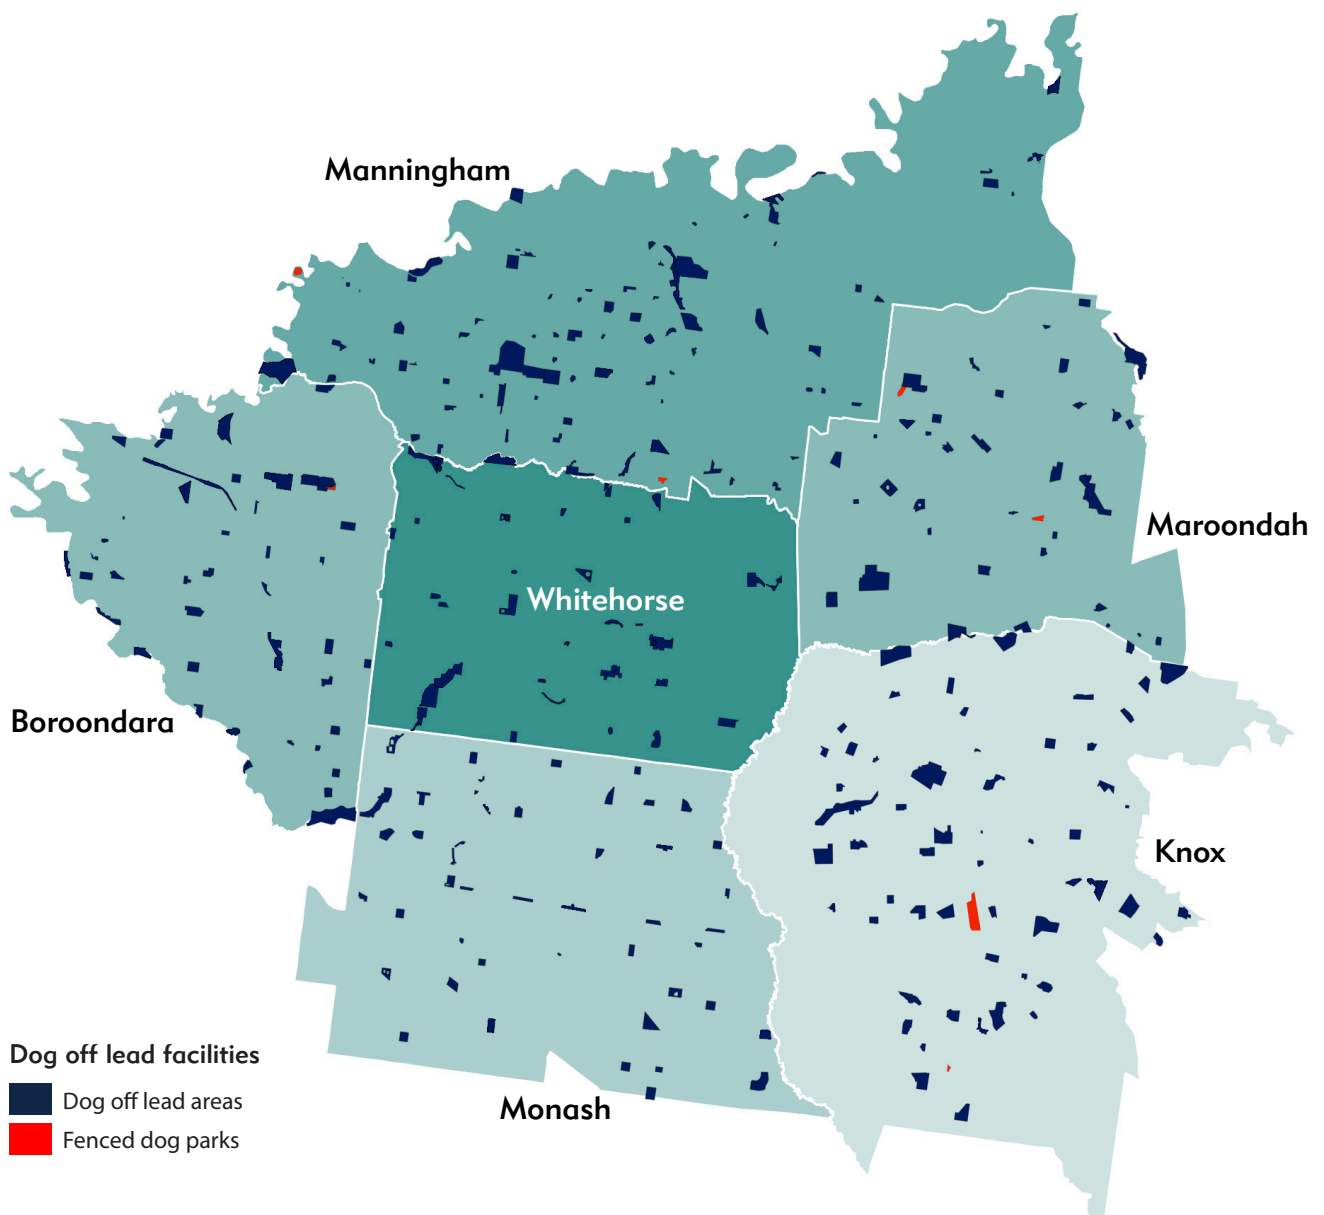 Manningham
Maroondah
Whitehorse
Boroondara
Knox
Dog off lead facilities
Dog off lead areas
Monash
Fenced dog parks